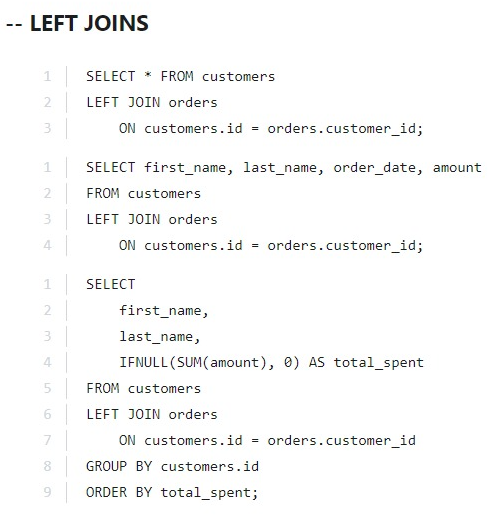 -- LEFT JOINS
1 SELECT * FROM customers
2 LEFT JOIN orders
3     ON customers.id = orders.customer_id;
1 SELECT first_name, last_name, order_date, amount
2 FROM customers
3 LEFT JOIN orders
4     ON customers.id = orders.customer_id;
1 SELECT
2     first_name,
3     last_name,
4     IFNULL(SUM(amount), 0) AS total_spent
5 FROM customers
6 LEFT JOIN orders
7     ON customers.id = orders.customer_id
8 GROUP BY customers.id
9 ORDER BY total_spent;